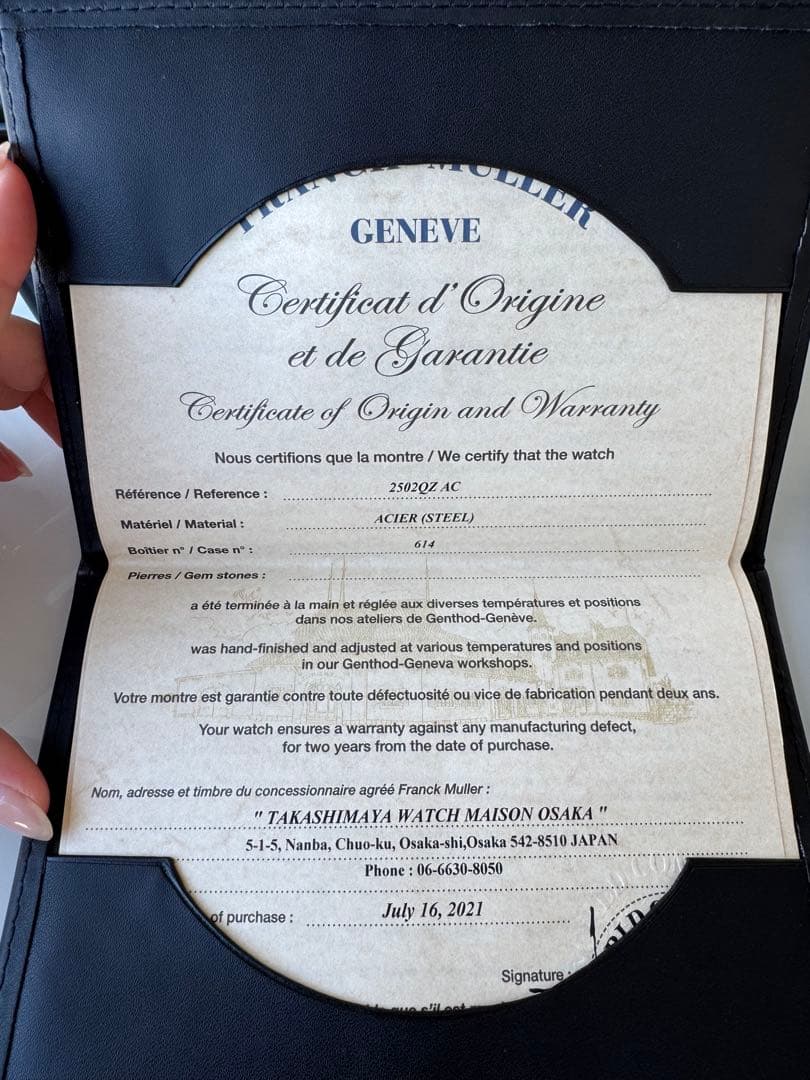 FRANCK MULLER
GENEVE
Certificat d'Origine
et de Garantie
Certificate of Origin and Warranty
Nous certifions que la montre / We certify that the watch
Référence / Reference : 2502QZ AC
Matériel / Material : ACIER (STEEL)
Boîtier n° / Case n° : 614
Pierres / Gem stones :
a été terminée à la main et réglée aux diverses températures et positions
dans nos ateliers de Genthod-Genève.
was hand-finished and adjusted at various temperatures and positions
in our Genthod-Geneva workshops.
Votre montre est garantie contre toute défectuosité ou vice de fabrication pendant deux ans.
Your watch ensures a warranty against any manufacturing defect,
for two years from the date of purchase.
Nom, adresse et timbre du concessionnaire agréé Franck Muller :
" TAKASHIMAYA WATCH MAISON OSAKA "
5-1-5, Nanba, Chuo-ku, Osaka-shi,Osaka 542-8510 JAPAN
Phone : 06-6630-8050
of purchase : July 16, 2021
Signature :